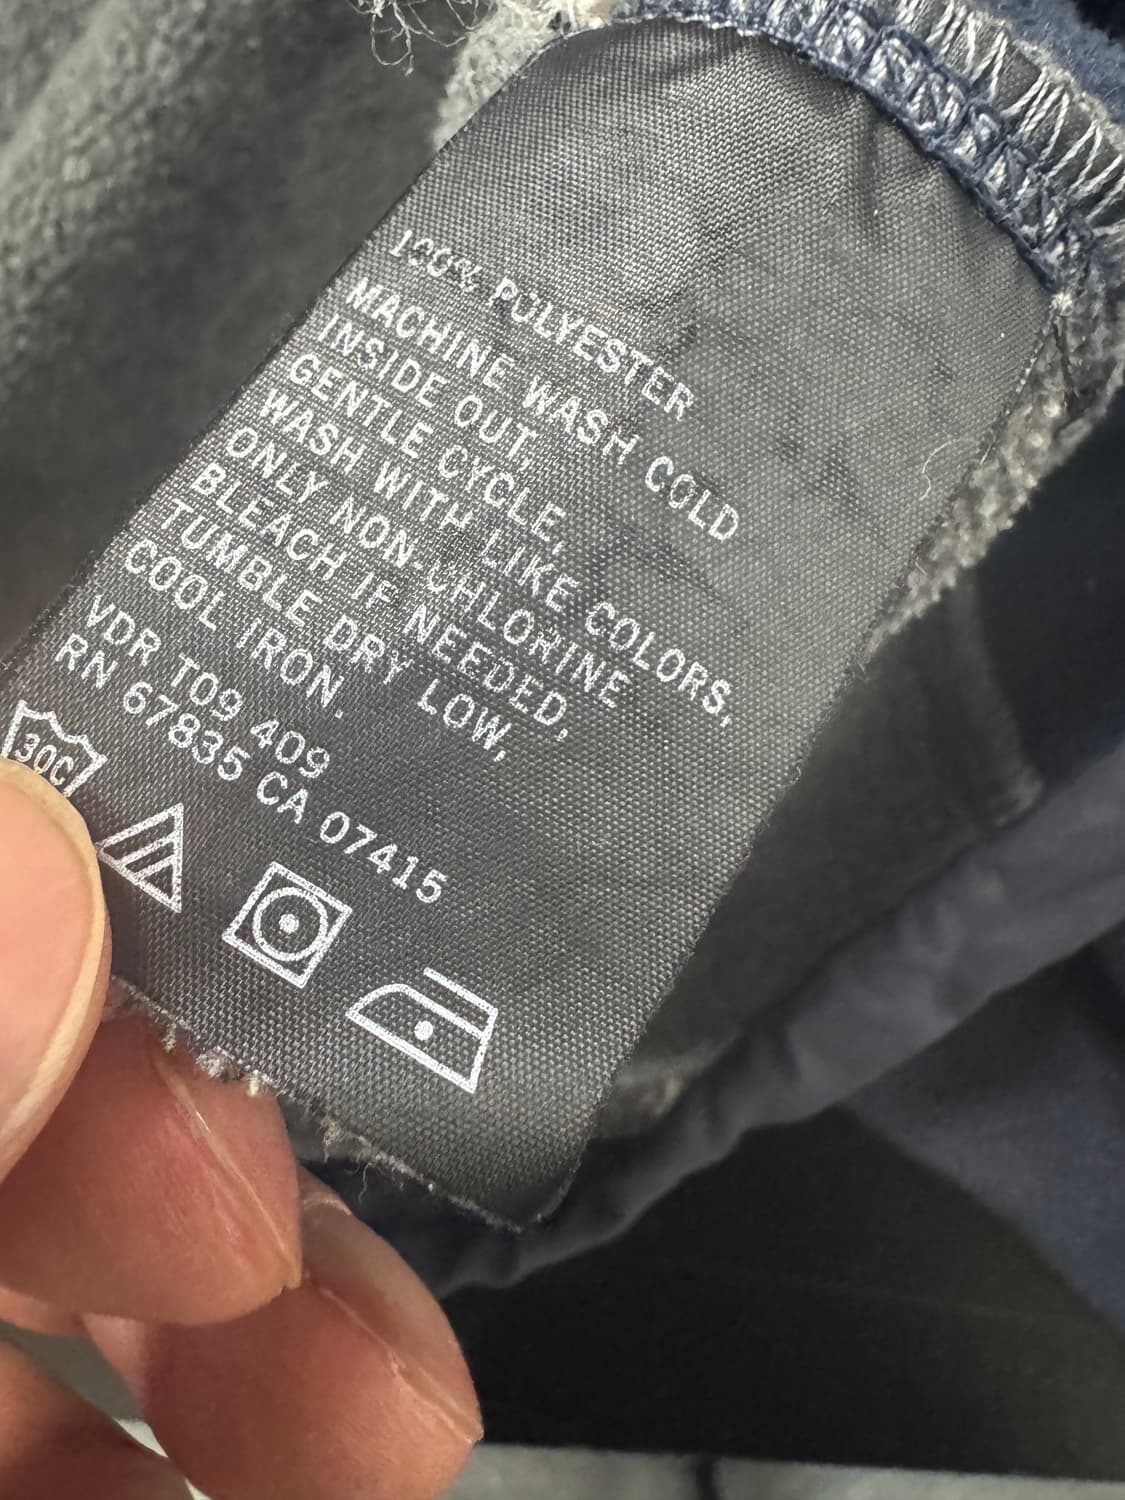 100% POLYESTER
MACHINE WASH COLD
INSIDE OUT,
GENTLE CYCLE,
WASH WITH LIKE COLORS,
ONLY NON-CHLORINE
BLEACH IF NEEDED,
TUMBLE DRY LOW,
COOL IRON.
VDR T09 409
RN 67835 CA 07415
30C